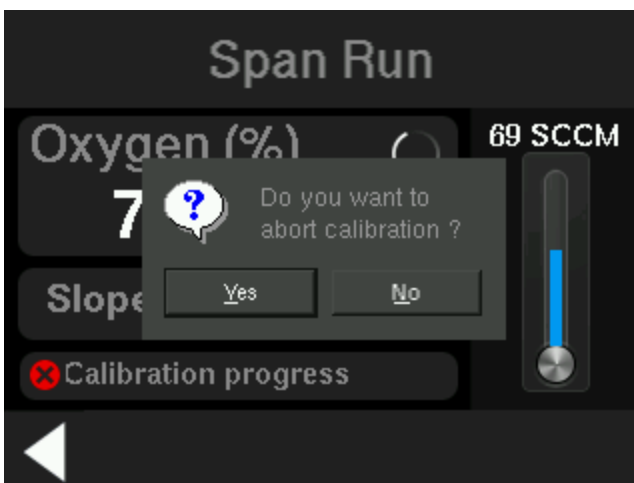 Span Run
Oxygen (%)
69 SCCM
7
Slope
Do you want to
abort calibration ?
Yes
No
Calibration progress